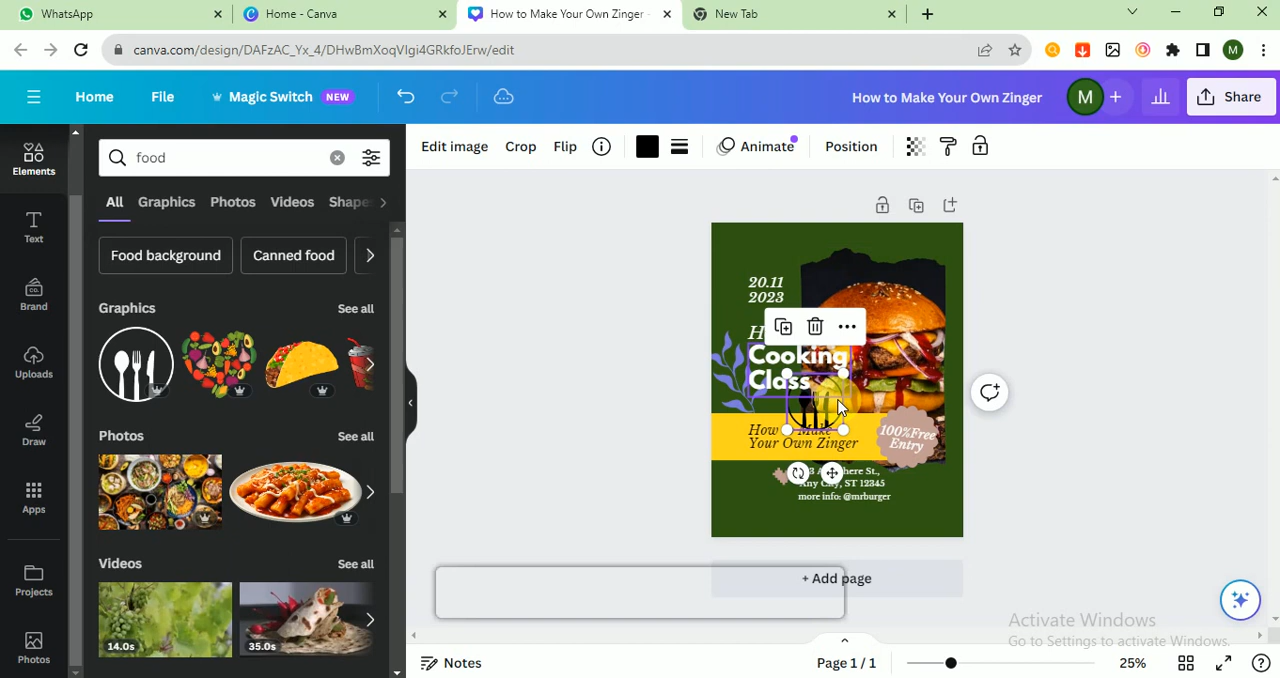 WhatsApp
Home - Canva
How to Make Your Own Zinger
New Tab
canva.com/design/DAFzAC_Yx_4/DHwBmXoqVlgi4GRkfoJErw/edit
M
Home
File
Magic Switch NEW
How to Make Your Own Zinger
M
Share
Elements
Text
Brand
Uploads
Draw
Apps
Projects
Photos
food
All
Graphics
Photos
Videos
Shape
Food background
Canned food
Graphics
See all
Photos
See all
Videos
See all
14.0s
35.0s
Edit image
Crop
Flip
Animate
Position
20.11
2023
Cooking
Class
How to Make
Your Own Zinger
100%Free
Entry
Any City, ST 12345
more info: @mrburger
+ Add page
Activate Windows
Go to Settings to activate Windows.
Notes
Page 1 / 1
25%